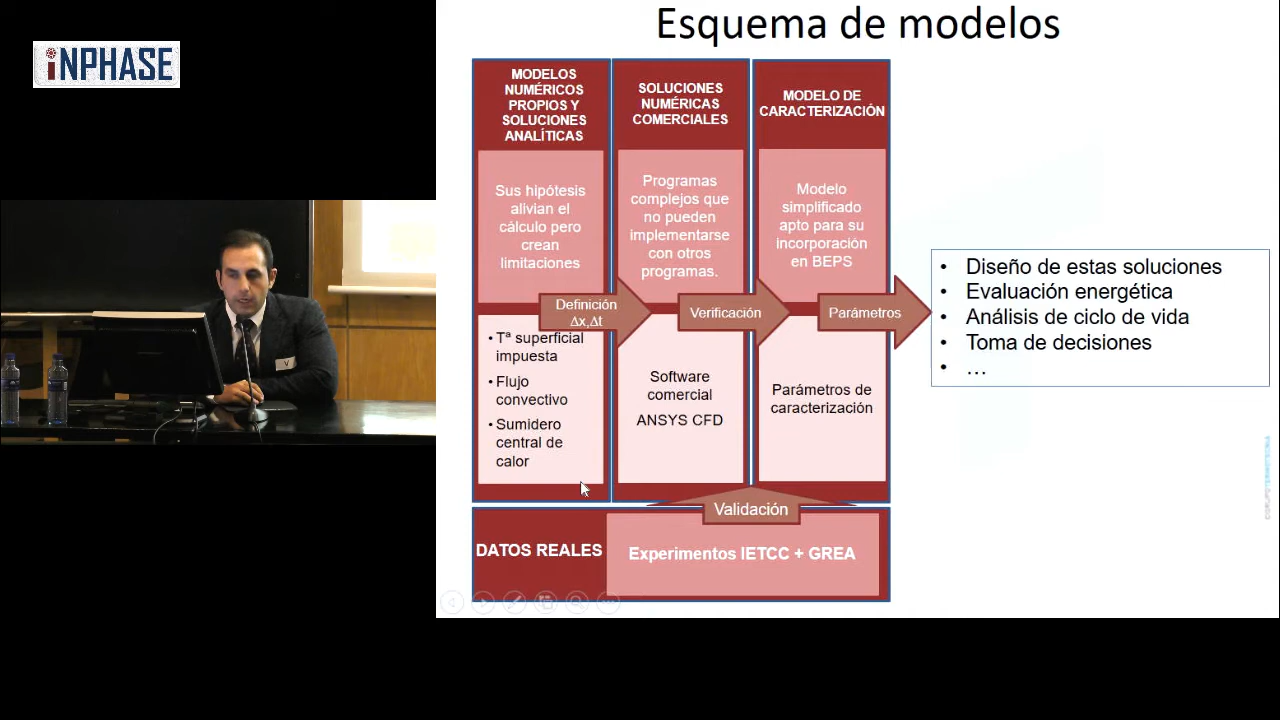 iNPHASE
Esquema de modelos
MODELOS
NUMÉRICOS
PROPIOS Y
SOLUCIONES
ANALÍTICAS
Sus hipótesis
alivian el
cálculo pero
crean
limitaciones
Definición
Δx,Δt
• Tª superficial
impuesta
• Flujo
convectivo
• Sumidero
central de
calor
SOLUCIONES
NUMÉRICAS
COMERCIALES
Programas
complejos que
no pueden
implementarse
con otros
programas.
Verificación
Software
comercial
ANSYS CFD
MODELO DE
CARACTERIZACIÓN
Modelo
simplificado
apto para su
incorporación
en BEPS
Parámetros
Parámetros de
caracterización
• Diseño de estas soluciones
• Evaluación energética
• Análisis de ciclo de vida
• Toma de decisiones
• …
Validación
DATOS REALES
Experimentos IETCC + GREA